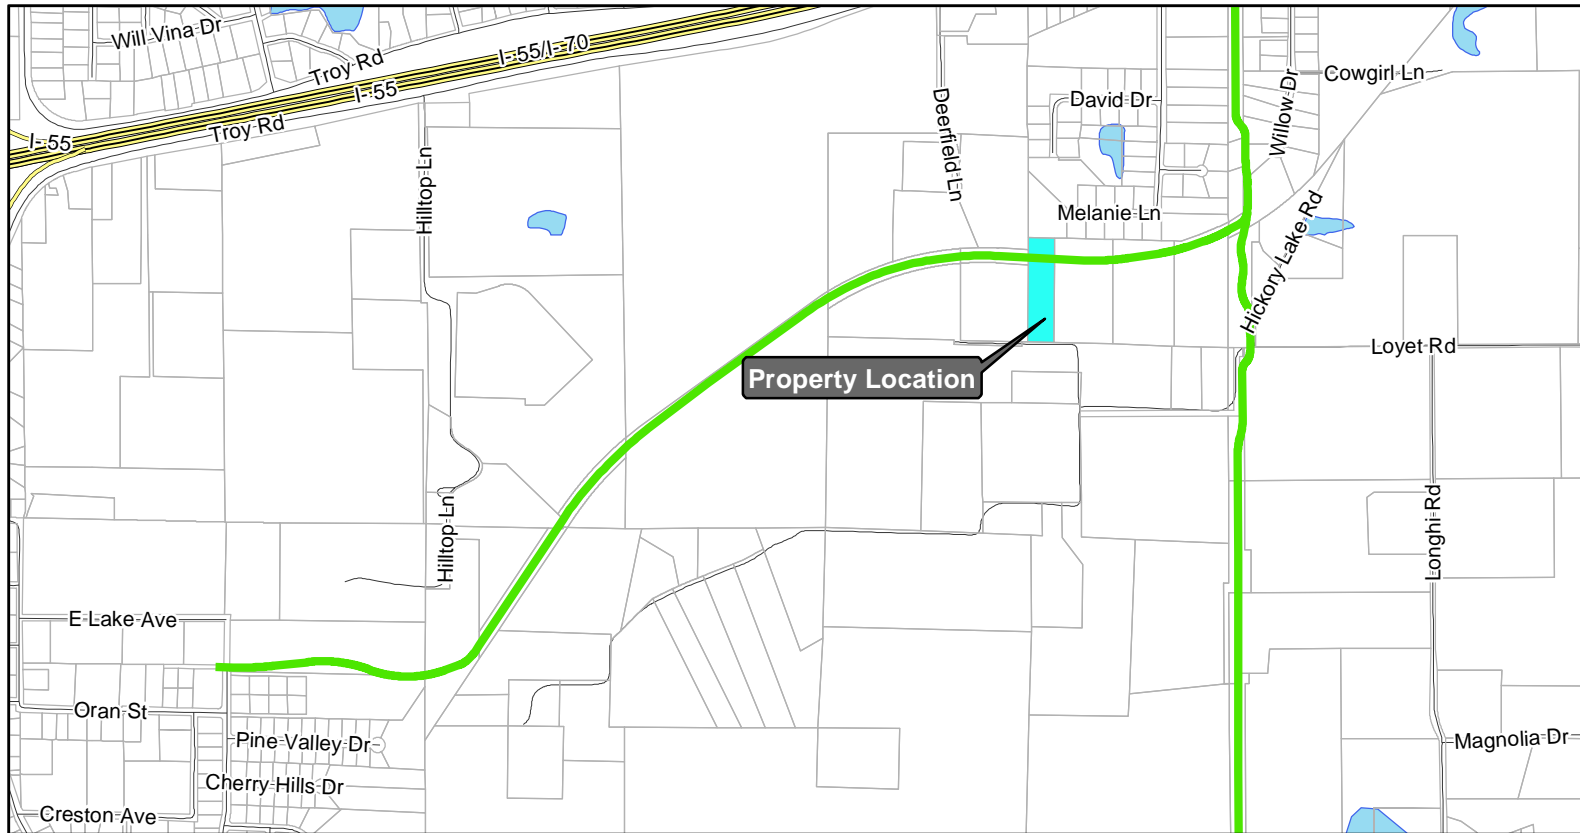 Will Vina Dr
Troy Rd
I-55/I-70
I-55
Troy Rd
I-55
Hilltop Ln
Deerfield Ln
David Dr
Willow Dr
Cowgirl Ln
Melanie Ln
Hickory Lake Rd
Loyet Rd
Property Location
Hilltop Ln
Longhi Rd
E Lake Ave
Oran St
Pine Valley Dr
Magnolia Dr
Cherry Hills Dr
Creston Ave